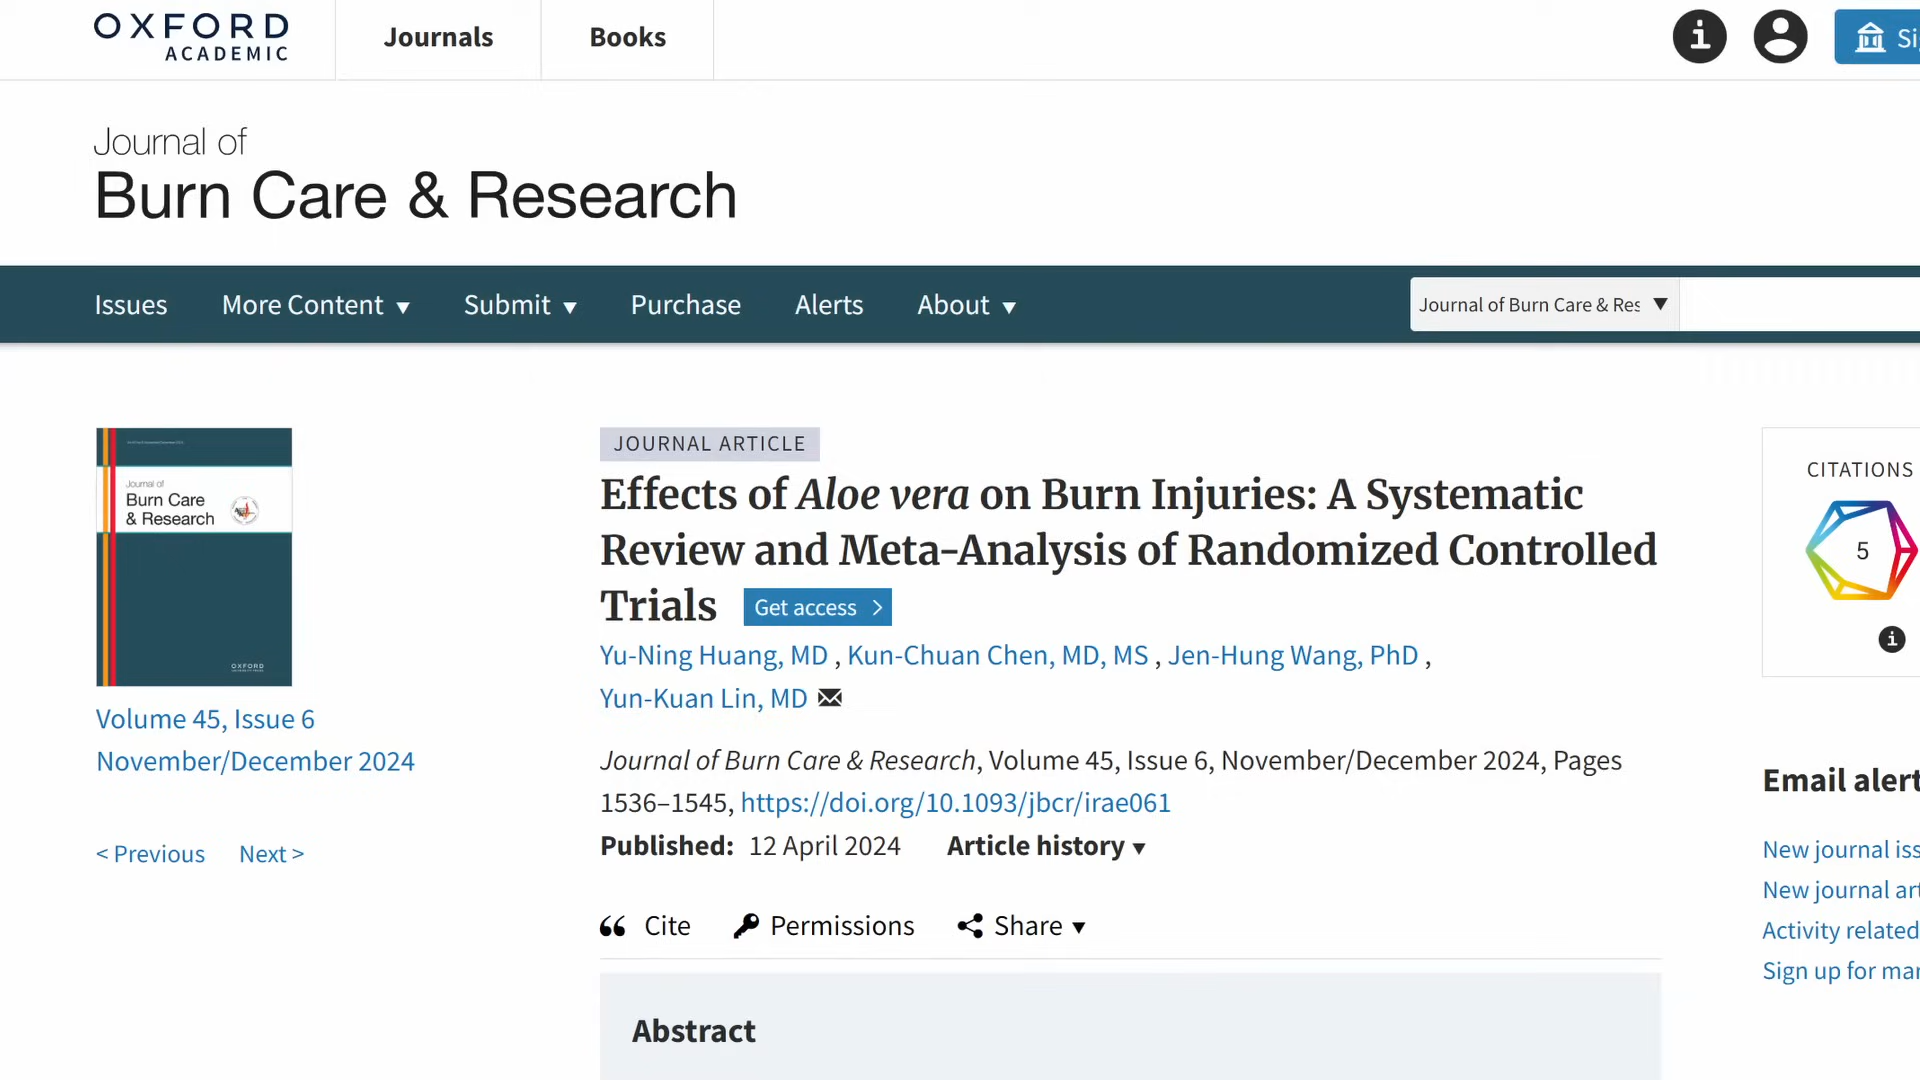 OXFORD
ACADEMIC
Journals
Books
Journal of
Burn Care & Research
Issues
More Content
Submit
Purchase
Alerts
About
Journal of Burn Care & Res
Journal of
Burn Care
& Research
OXFORD
Volume 45, Issue 6
November/December 2024
< Previous
Next >
JOURNAL ARTICLE
Effects of Aloe vera on Burn Injuries: A Systematic
Review and Meta-Analysis of Randomized Controlled
Trials
Get access
Yu-Ning Huang, MD , Kun-Chuan Chen, MD, MS , Jen-Hung Wang, PhD ,
Yun-Kuan Lin, MD
Journal of Burn Care & Research, Volume 45, Issue 6, November/December 2024, Pages
1536–1545, https://doi.org/10.1093/jbcr/irae061
Published: 12 April 2024
Article history
Cite
Permissions
Share
Abstract
CITATIONS
5
Email alert
New journal iss
New journal art
Activity related
Sign up for mar